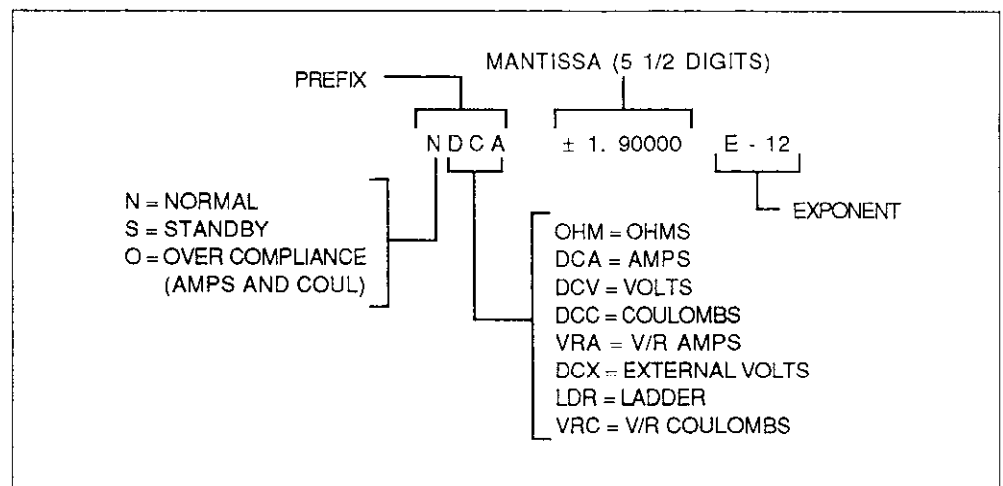 MANTISSA (5 1/2 DIGITS)
PREFIX
N D C A ± 1. 90000 E - 12
EXPONENT
N = NORMAL
S = STANDBY
O = OVER COMPLIANCE
(AMPS AND COUL)
OHM = OHMS
DCA = AMPS
DCV = VOLTS
DCC = COULOMBS
VRA = V/R AMPS
DCX = EXTERNAL VOLTS
LDR = LADDER
VRC = V/R COULOMBS